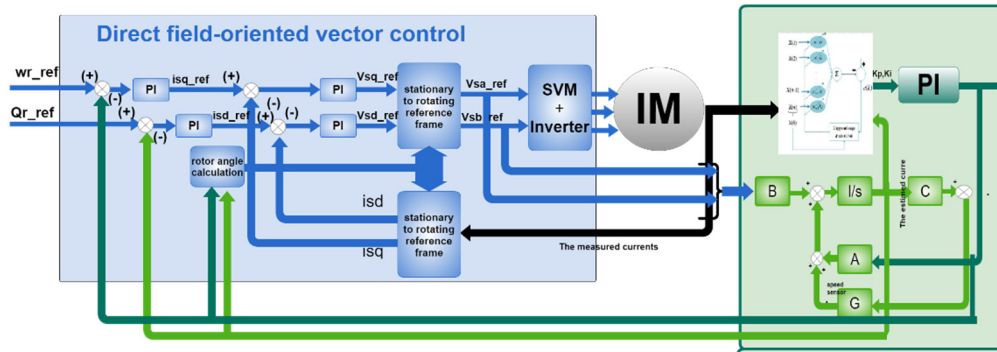 Direct field-oriented vector control
wr_ref
(+)
(-)
PI
isq_ref
(+)
(-)
PI
Vsq_ref
stationary
to rotating
reference
frame
Vsa_ref
SVM
+
Inverter
IM
Kp,Ki
PI
Qr_ref
(+)
(-)
PI
isd_ref
(+)
(-)
PI
Vsd_ref
Vsb_ref
rotor angle
calculation
isd
isq
stationary
to rotating
reference
frame
The measured currents
B
+
+
I/s
The estimed curre
C
+
+
+
A
speed
sensor
G